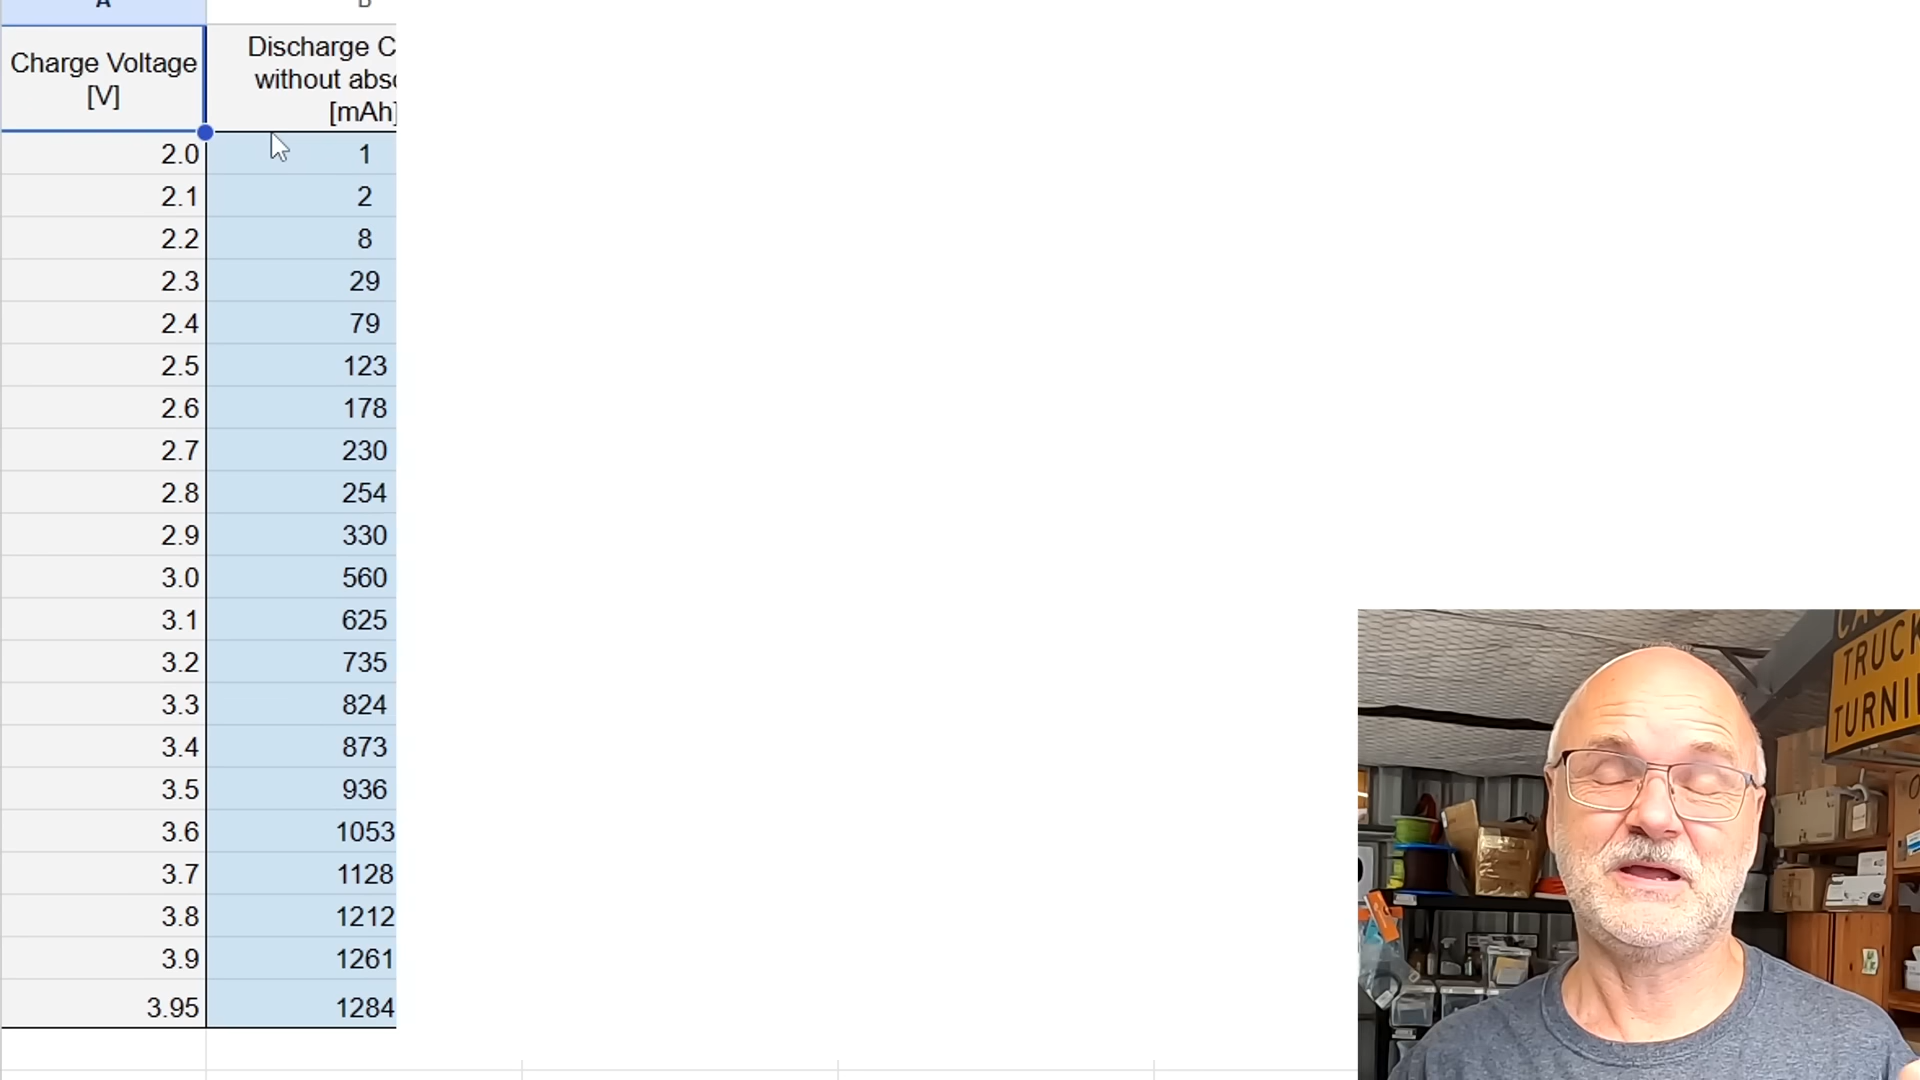 A B
Charge Voltage
[V]
Discharge C
without abs
[mAh]
2.0 1
2.1 2
2.2 8
2.3 29
2.4 79
2.5 123
2.6 178
2.7 230
2.8 254
2.9 330
3.0 560
3.1 625
3.2 735
3.3 824
3.4 873
3.5 936
3.6 1053
3.7 1128
3.8 1212
3.9 1261
3.95 1284
TRUCK
TURNI